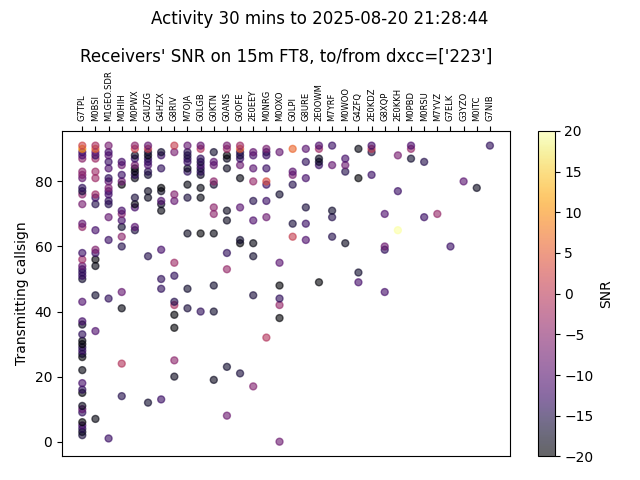 Activity 30 mins to 2025-08-20 21:28:44
Receivers' SNR on 15m FT8, to/from dxcc=['223']
G7TPL
M0BSI
M1GEO.SDR
M0HIH
M0PWX
G4UZG
G4HZX
G8RIV
M7OJA
G0LGB
G0KTN
G0ANS
G0OFE
2E0EEY
M0NRG
M0OXO
G0LPI
G8URE
2E0OWM
M7YRF
M0WOO
G4ZFQ
2E0KDZ
G8XQP
2E0KKH
M0PBD
M0RSU
M7YVZ
G7ELK
G3YZO
M0ITC
G7NIB
80
60
40
20
0
Transmitting callsign
20
15
10
5
0
−5
−10
−15
−20
SNR